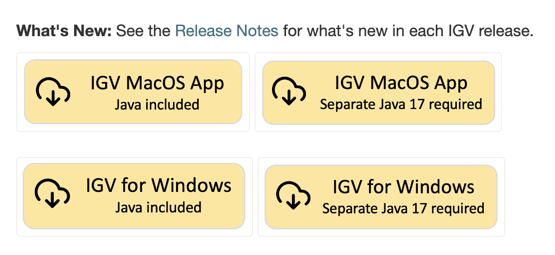 What's New: See the Release Notes for what's new in each IGV release.
IGV MacOS App
Java included
IGV MacOS App
Separate Java 17 required
IGV for Windows
Java included
IGV for Windows
Separate Java 17 required